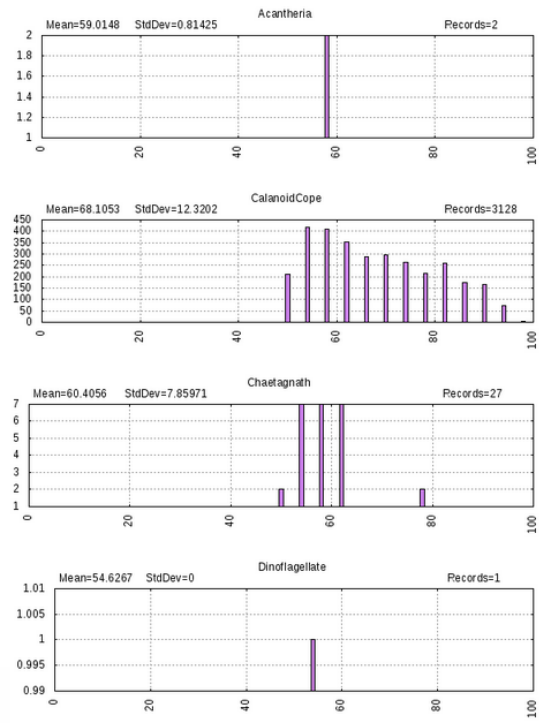 Acantheria
Mean=59.0148 StdDev=0.81425 Records=2
2
1.8
1.6
1.4
1.2
1
0 20 40 60 80 100
CalanoidCope
Mean=68.1053 StdDev=12.3202 Records=3128
450
400
350
300
250
200
150
100
50
0
0 20 40 60 80 100
Chaetagnath
Mean=60.4056 StdDev=7.85971 Records=27
7
6
5
4
3
2
1
0 20 40 60 80 100
Dinoflagellate
Mean=54.6267 StdDev=0 Records=1
1.01
1.005
1
0.995
0.99
0 20 40 60 80 100